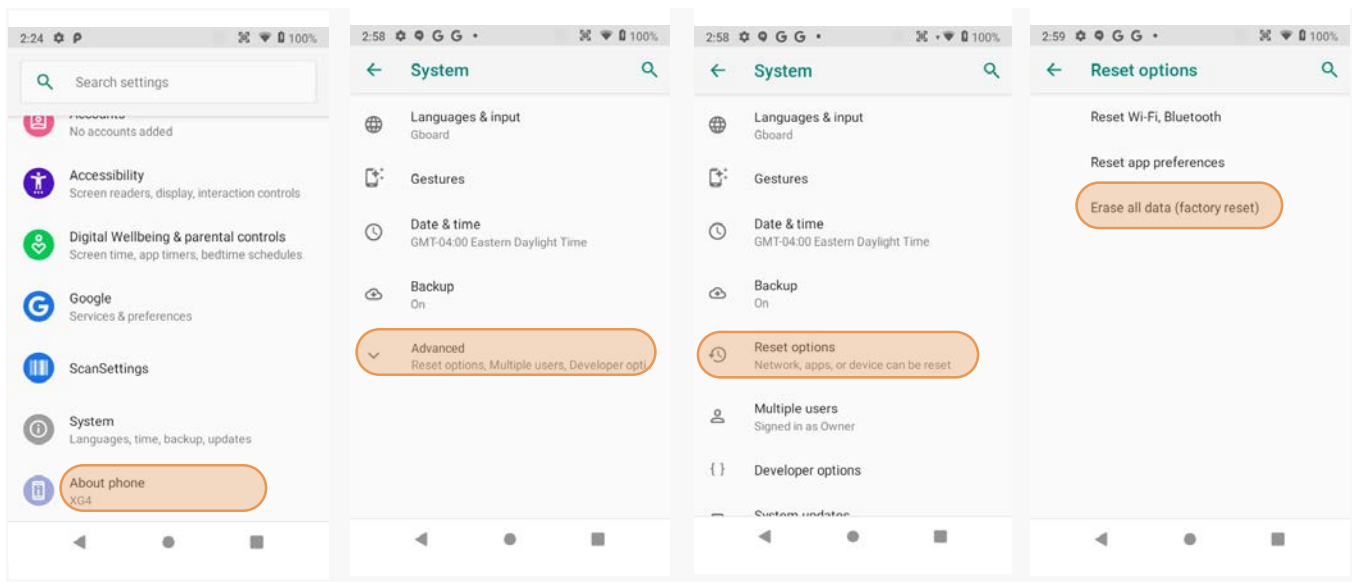 2:24 100%
Search settings
Accounts
No accounts added
Accessibility
Screen readers, display, interaction controls
Digital Wellbeing & parental controls
Screen time, app timers, bedtime schedules
Google
Services & preferences
ScanSettings
System
Languages, time, backup, updates
About phone
XG4
2:58 G G • 100%
System
Languages & input
Gboard
Gestures
Date & time
GMT-04:00 Eastern Daylight Time
Backup
On
Advanced
Reset options, Multiple users, Developer opti
2:58 G G • 100%
System
Languages & input
Gboard
Gestures
Date & time
GMT-04:00 Eastern Daylight Time
Backup
On
Reset options
Network, apps, or device can be reset
Multiple users
Signed in as Owner
{ } Developer options
System updates
2:59 G G • 100%
Reset options
Reset Wi-Fi, Bluetooth
Reset app preferences
Erase all data (factory reset)